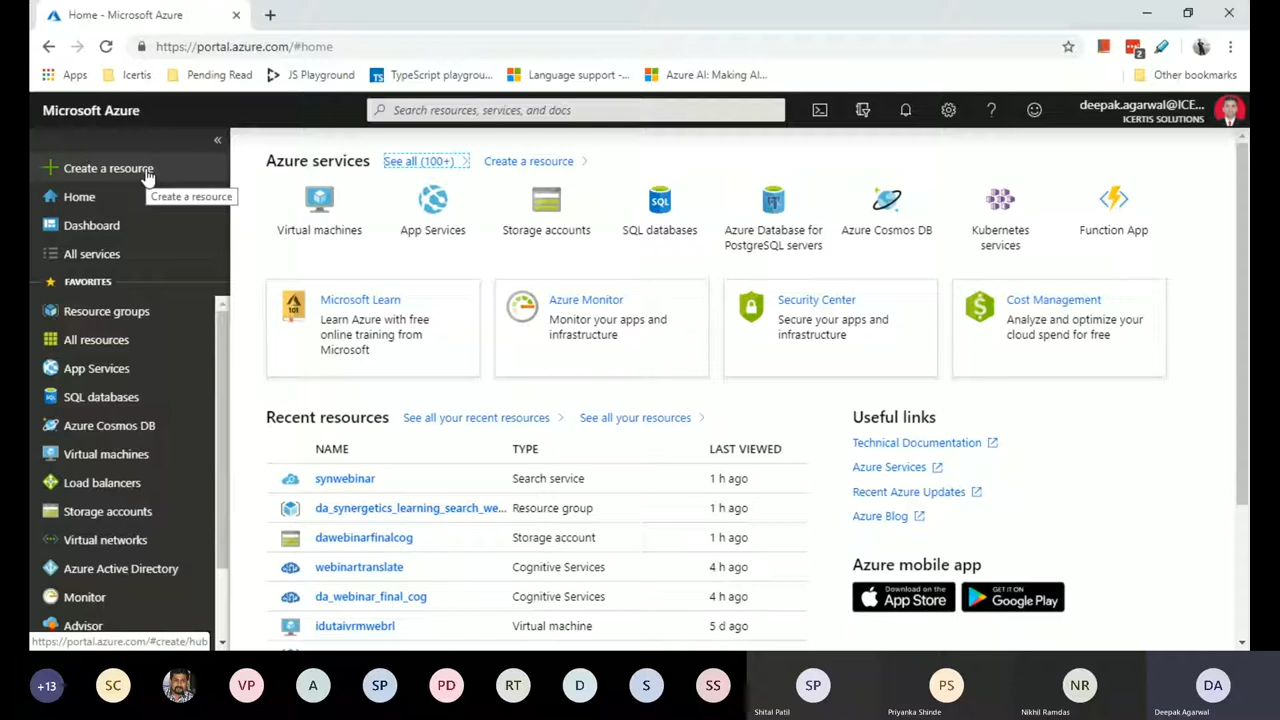 Home - Microsoft Azure
https://portal.azure.com/#home
2
Apps
Icertis
Pending Read
JS Playground
TypeScript playgrou...
Language support -...
Azure AI: Making AI...
Other bookmarks
Microsoft Azure
Search resources, services, and docs
deepak.agarwal@ICE...
ICERTIS SOLUTIONS
Create a resource
Create a resource
Home
Dashboard
All services
FAVORITES
Resource groups
All resources
App Services
SQL databases
Azure Cosmos DB
Virtual machines
Load balancers
Storage accounts
Virtual networks
Azure Active Directory
Monitor
Advisor
https://portal.azure.com/#create/hub
Azure services
See all (100+)
Create a resource
Virtual machines
App Services
Storage accounts
SQL
SQL databases
Azure Database for
PostgreSQL servers
Azure Cosmos DB
Kubernetes
services
Function App
101
Microsoft Learn
Learn Azure with free
online training from
Microsoft
Azure Monitor
Monitor your apps and
infrastructure
Security Center
Secure your apps and
infrastructure
Cost Management
Analyze and optimize your
cloud spend for free
Recent resources
See all your recent resources
See all your resources
NAME TYPE LAST VIEWED
synwebinar Search service 1 h ago
da_synergetics_learning_search_we... Resource group 1 h ago
dawebinarfinalcog Storage account 1 h ago
webinartranslate Cognitive Services 4 h ago
da_webinar_final_cog Cognitive Services 4 h ago
idutaivrmwebrl Virtual machine 5 d ago
Useful links
Technical Documentation
Azure Services
Recent Azure Updates
Azure Blog
Azure mobile app
Download on the
App Store
GET IT ON
Google Play
+13
SC
VP
A
SP
PD
RT
D
S
SS
SP
Shital Patil
PS
Priyanka Shinde
NR
Nikhil Ramdas
DA
Deepak Agarwal